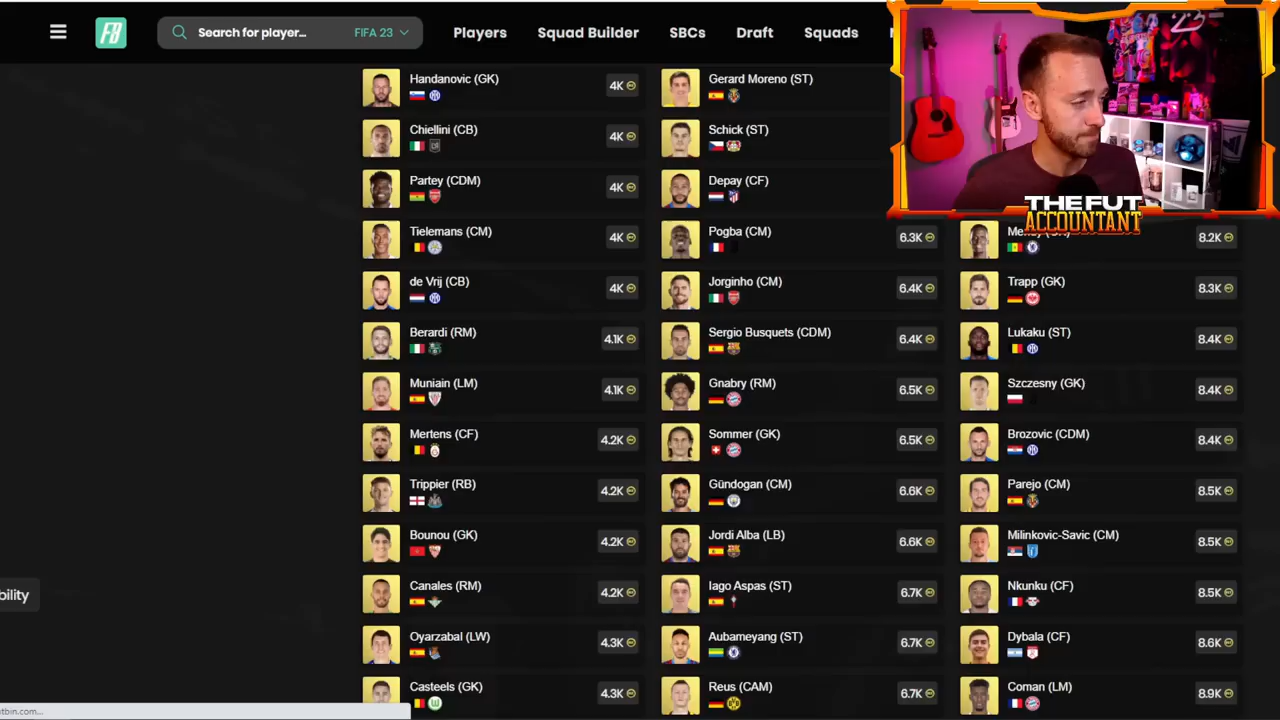 FB
Search for player...
FIFA 23
Players
Squad Builder
SBCs
Draft
Squads
Handanovic (GK)
4K
Chiellini (CB)
4K
Partey (CDM)
4K
Tielemans (CM)
4K
de Vrij (CB)
4K
Berardi (RM)
4.1K
Muniain (LM)
4.1K
Mertens (CF)
4.2K
Trippier (RB)
4.2K
Bounou (GK)
4.2K
Canales (RM)
4.2K
Oyarzabal (LW)
4.3K
Casteels (GK)
4.3K
Gerard Moreno (ST)
Schick (ST)
Depay (CF)
Pogba (CM)
6.3K
Jorginho (CM)
6.4K
Sergio Busquets (CDM)
6.4K
Gnabry (RM)
6.5K
Sommer (GK)
6.5K
Gündogan (CM)
6.6K
Jordi Alba (LB)
6.6K
Iago Aspas (ST)
6.7K
Aubameyang (ST)
6.7K
Reus (CAM)
6.7K
8.2K
Trapp (GK)
8.3K
Lukaku (ST)
8.4K
Szczesny (GK)
8.4K
Brozovic (CDM)
8.4K
Parejo (CM)
8.5K
Milinkovic-Savic (CM)
8.5K
Nkunku (CF)
8.5K
Dybala (CF)
8.6K
Coman (LM)
8.9K
THE FUT
ACCOUNTANT
bility
itbin.com...